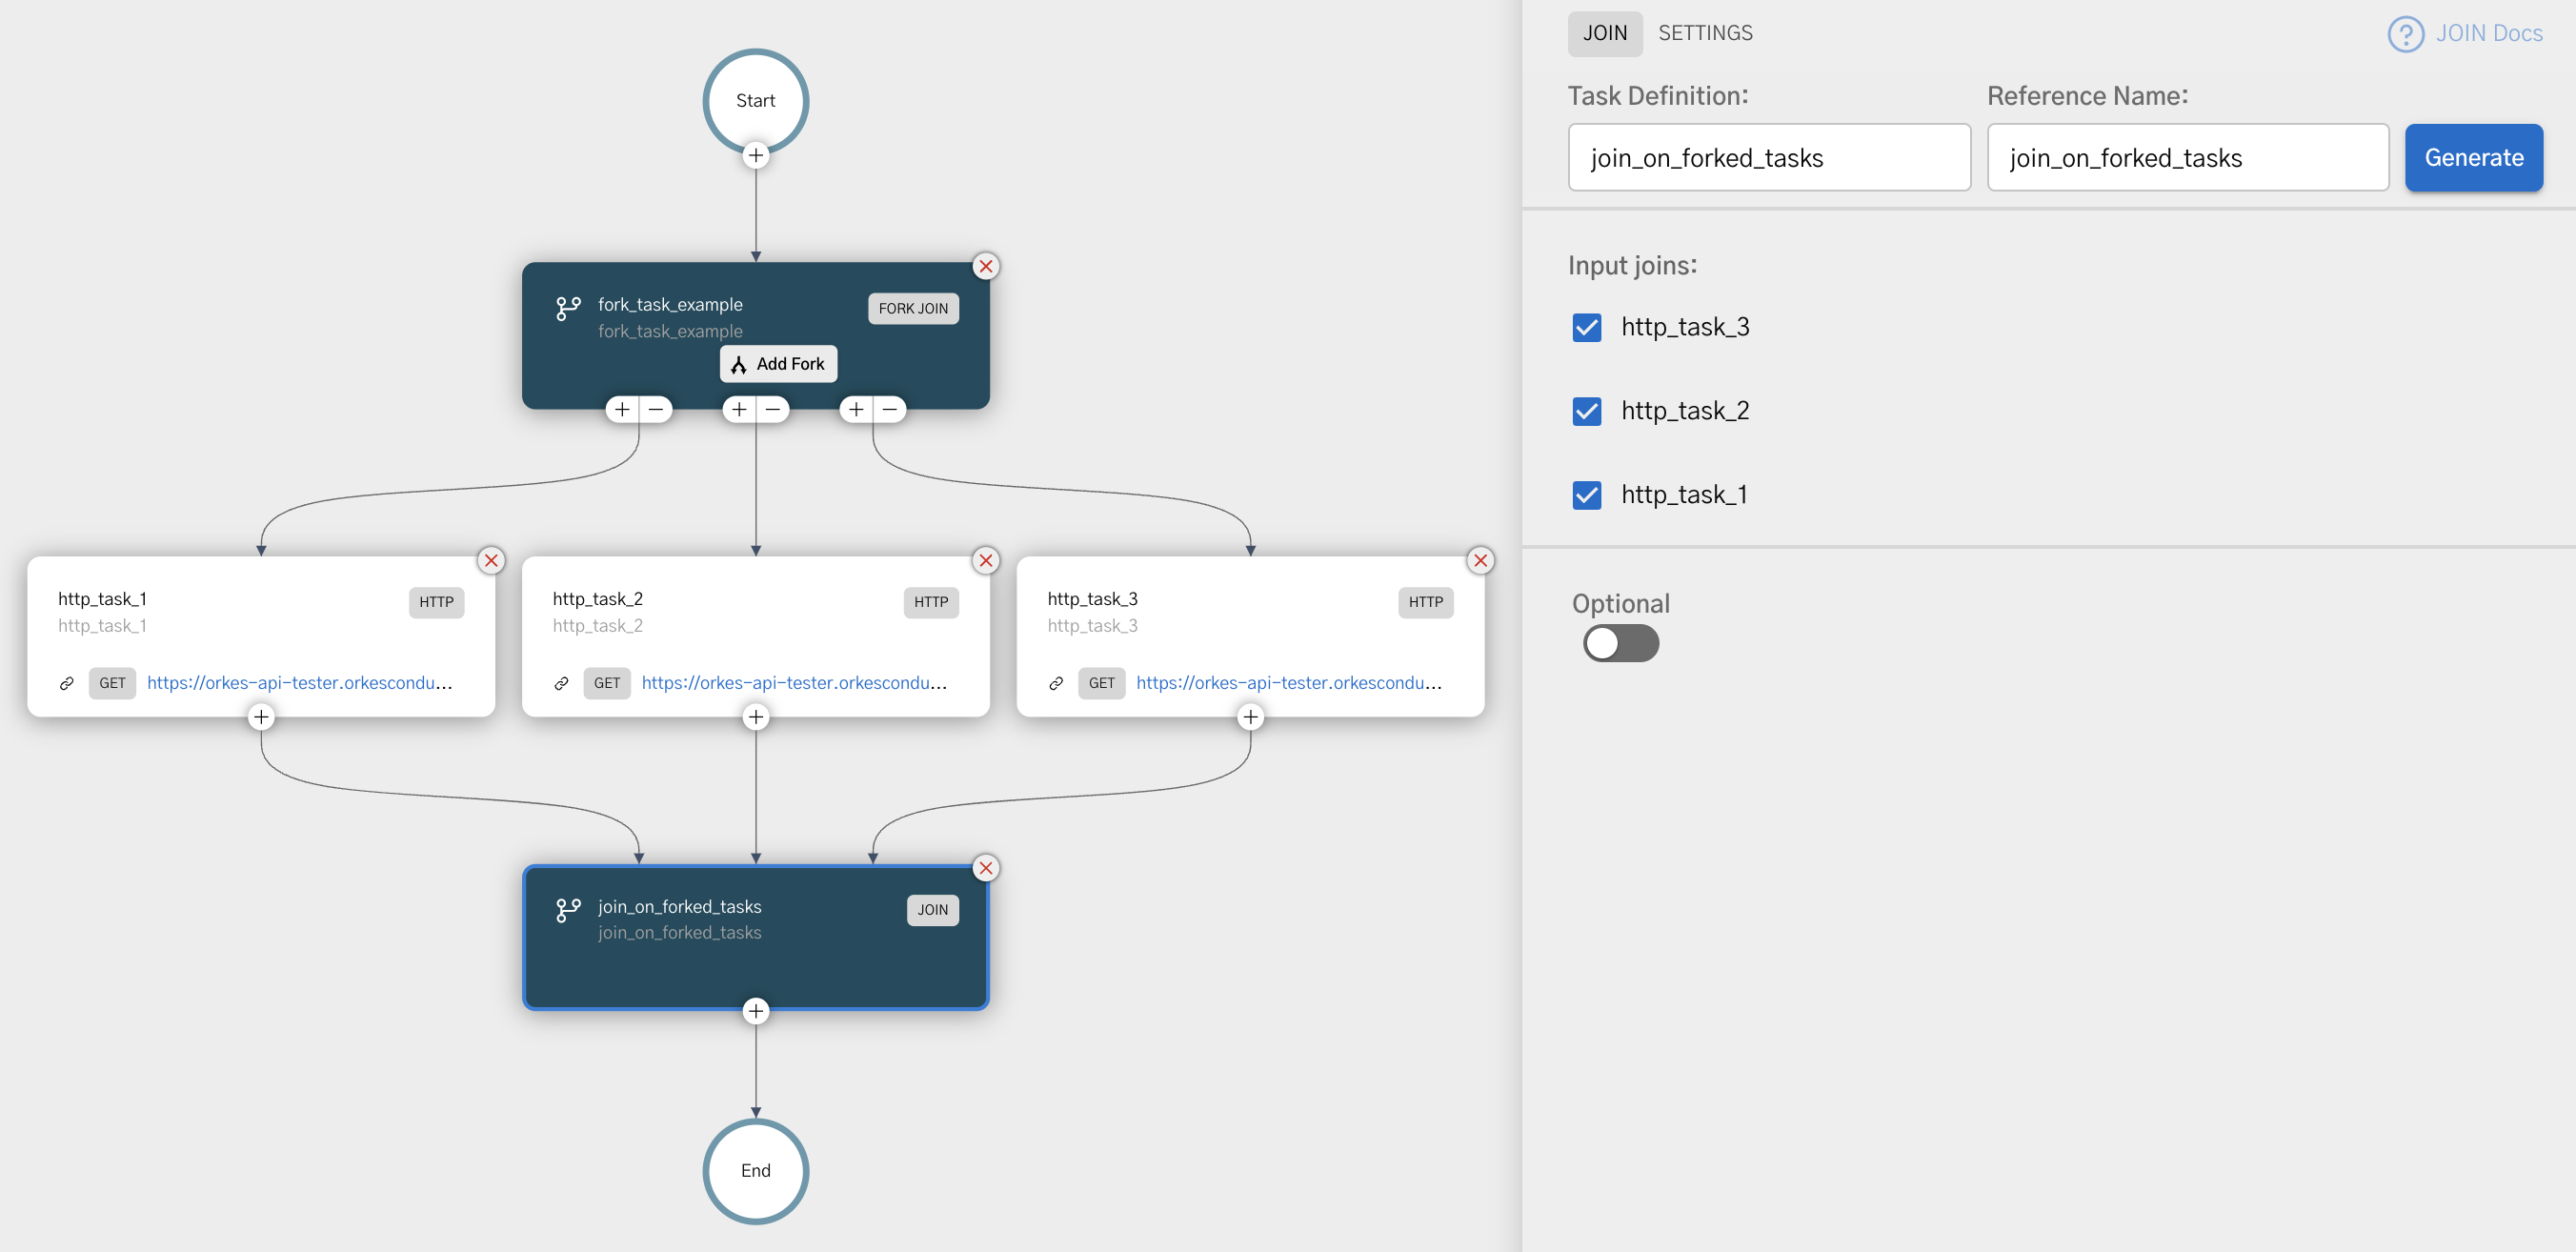 Start
fork_task_example
FORK JOIN
fork_task_example
Add Fork
http_task_1
HTTP
http_task_1
GET
https://orkes-api-tester.orkescondu...
http_task_2
HTTP
http_task_2
GET
https://orkes-api-tester.orkescondu...
http_task_3
HTTP
http_task_3
GET
https://orkes-api-tester.orkescondu...
join_on_forked_tasks
JOIN
join_on_forked_tasks
End
JOIN
SETTINGS
JOIN Docs
Task Definition:
Reference Name:
join_on_forked_tasks
join_on_forked_tasks
Generate
Input joins:
http_task_3
http_task_2
http_task_1
Optional